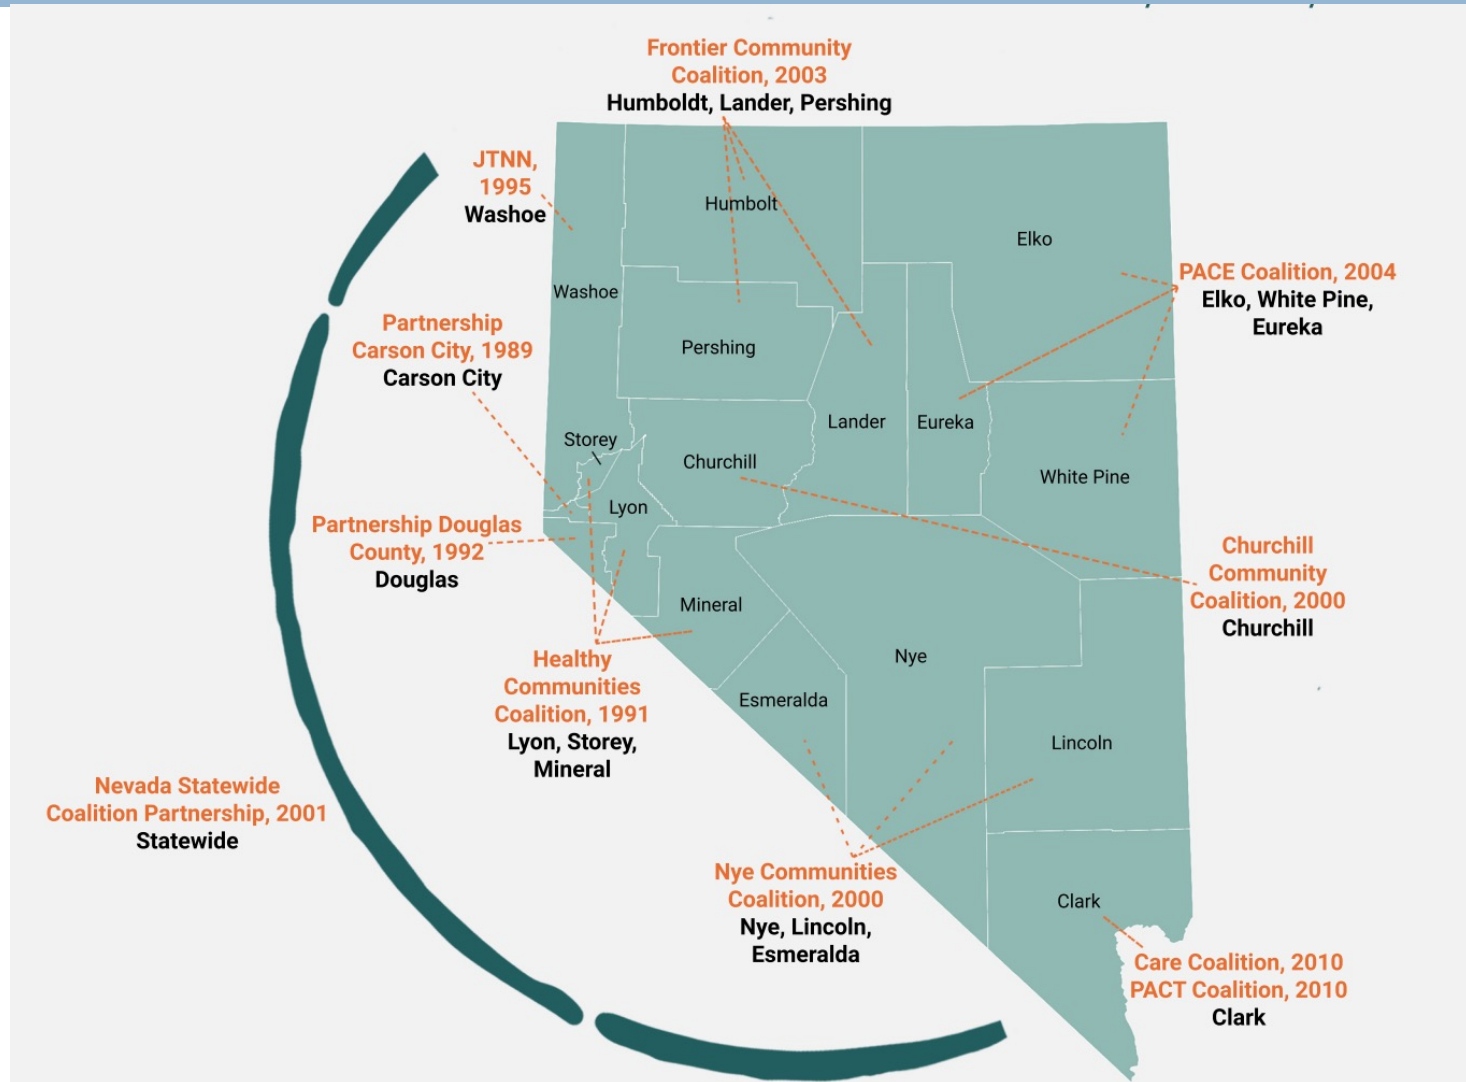 Frontier Community
Coalition, 2003
Humboldt, Lander, Pershing
JTNN,
1995
Washoe
Humbolt
Elko
PACE Coalition, 2004
Elko, White Pine,
Eureka
Washoe
Partnership
Carson City, 1989
Carson City
Pershing
Lander
Eureka
Storey
Churchill
White Pine
Lyon
Partnership Douglas
County, 1992
Douglas
Churchill
Community
Coalition, 2000
Churchill
Mineral
Nye
Healthy
Communities
Coalition, 1991
Lyon, Storey,
Mineral
Esmeralda
Lincoln
Nevada Statewide
Coalition Partnership, 2001
Statewide
Nye Communities
Coalition, 2000
Nye, Lincoln,
Esmeralda
Clark
Care Coalition, 2010
PACT Coalition, 2010
Clark